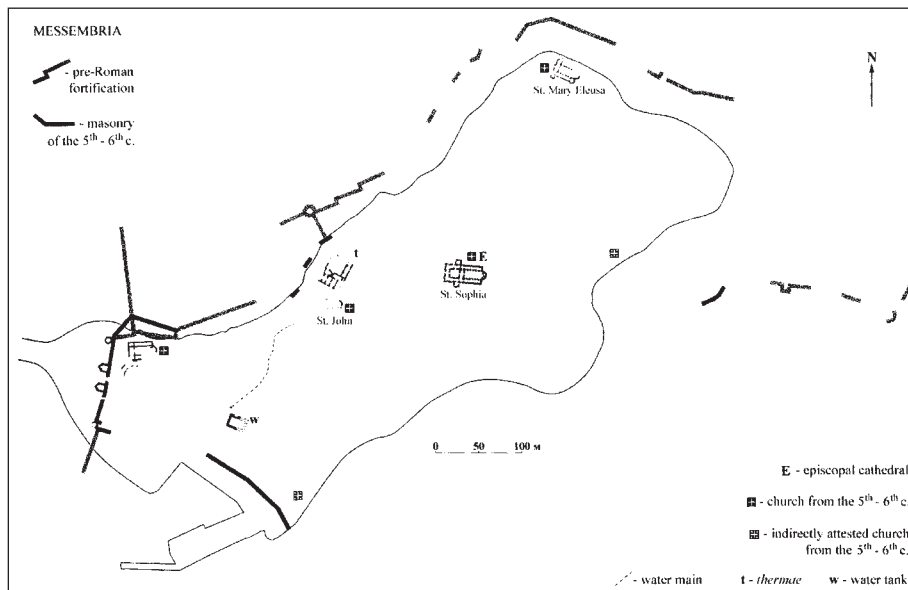 MESSEMBRIA
- pre-Roman
fortification
- masonry
of the 5th - 6th c.
N
St. Mary Eleusa
t
E
St. Sophia
St. John
w
0 50 100 м
E - episcopal cathedral
- church from the 5th - 6th c.
- indirectly attested church
from the 5th - 6th c.
- water main t - thermae w - water tank